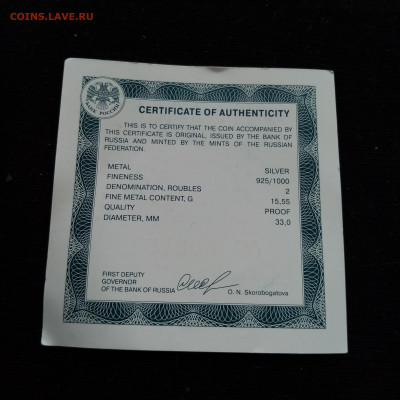 COINS.LAVE.RU
БАНК РОССИИ
CERTIFICATE OF AUTHENTICITY
THIS IS TO CERTIFY THAT THE COIN ACCOMPANIED BY
THIS CERTIFICATE IS ORIGINAL, ISSUED BY THE BANK OF
RUSSIA AND MINTED BY THE MINTS OF THE RUSSIAN
FEDERATION.
METAL SILVER
FINENESS 925/1000
DENOMINATION, ROUBLES 2
FINE METAL CONTENT, G 15,55
QUALITY PROOF
DIAMETER, MM 33,0
FIRST DEPUTY
GOVERNOR
OF THE BANK OF RUSSIA O. N. Skorobogatova